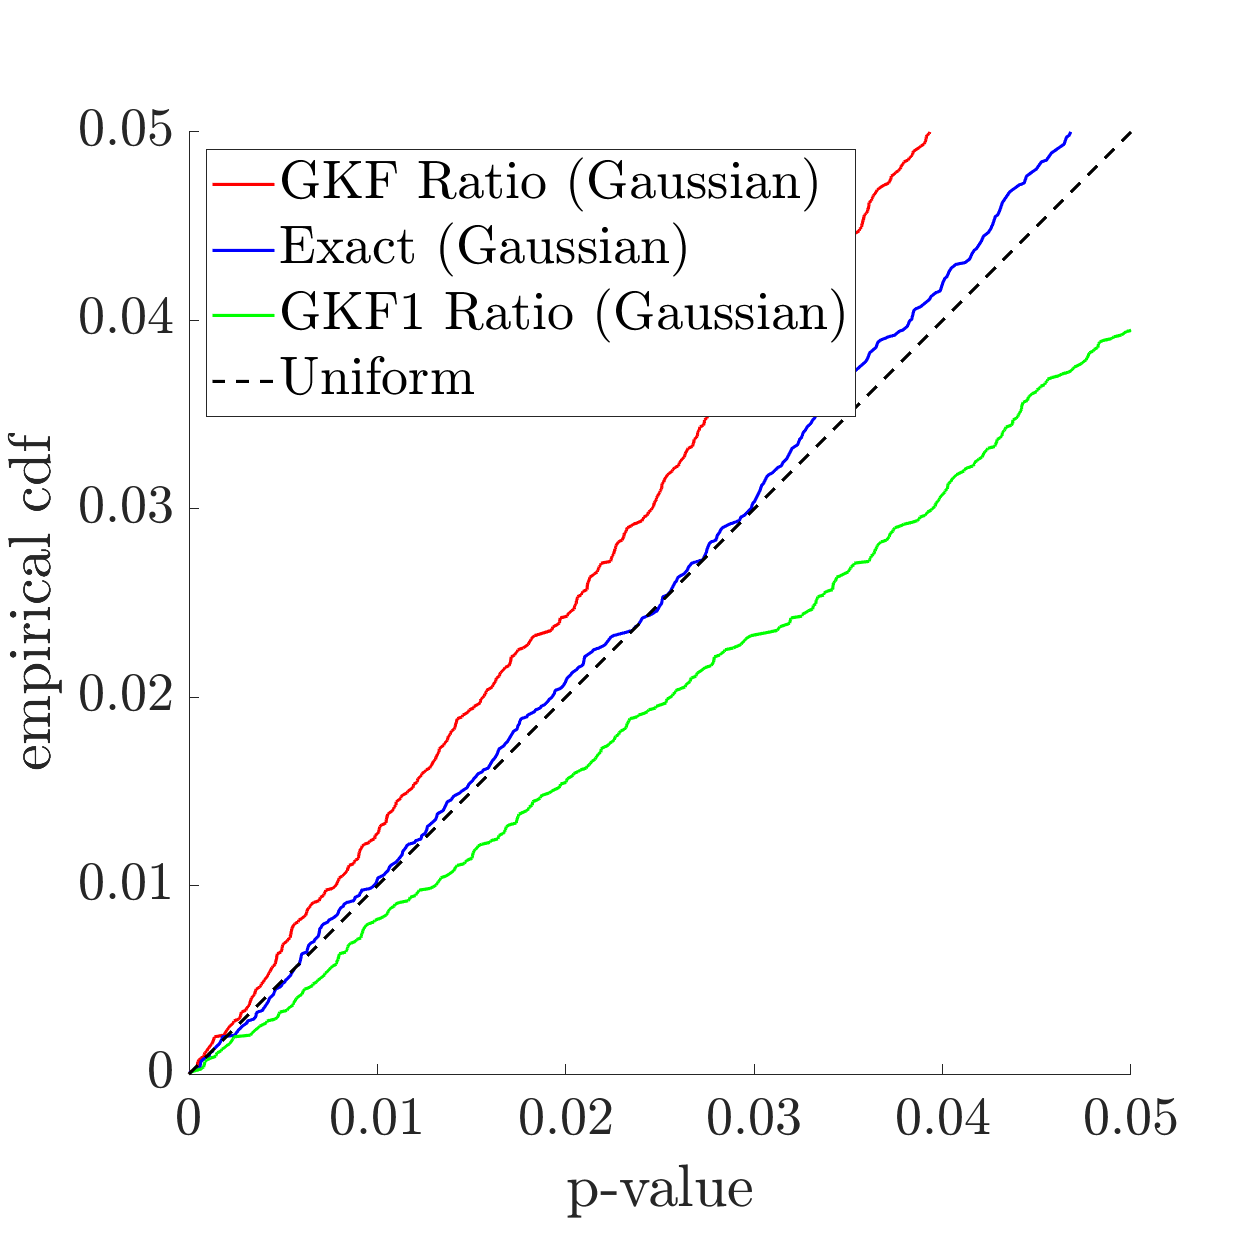 0.05
0.04
0.03
0.02
0.01
0
empirical cdf
GKF Ratio (Gaussian)
Exact (Gaussian)
GKF1 Ratio (Gaussian)
Uniform
0 0.01 0.02 0.03 0.04 0.05
p-value